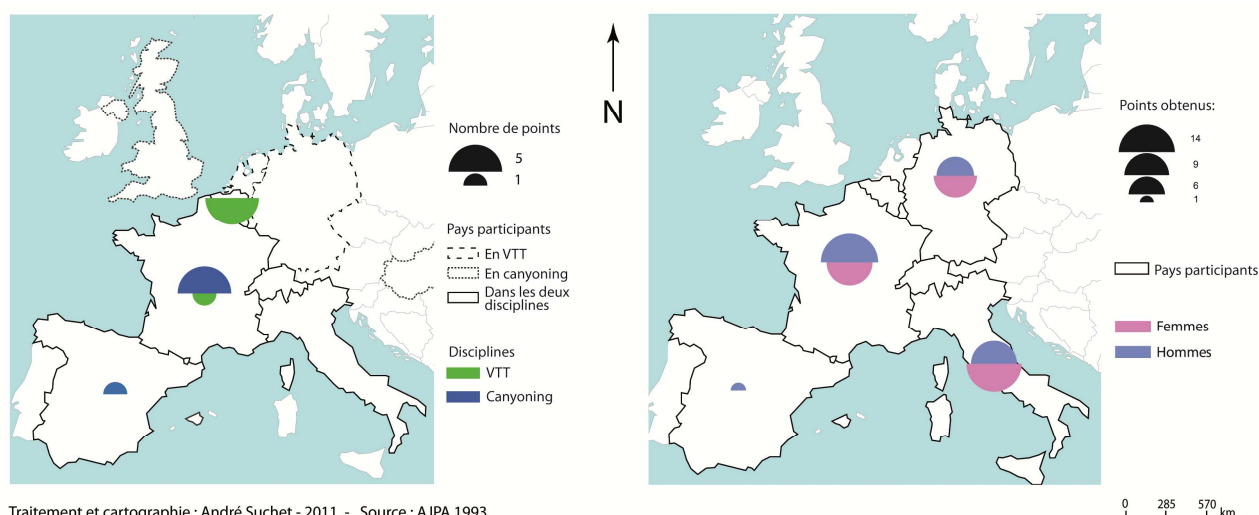 Nombre de points
5
1
Pays participants
En VTT
En canyoning
Dans les deux
disciplines
Disciplines
VTT
Canyoning
N
Points obtenus:
14
9
6
1
Pays participants
Femmes
Hommes
Traitement et cartographie : André Suchet - 2011 - Source : AJPA 1993
0 285 570 km